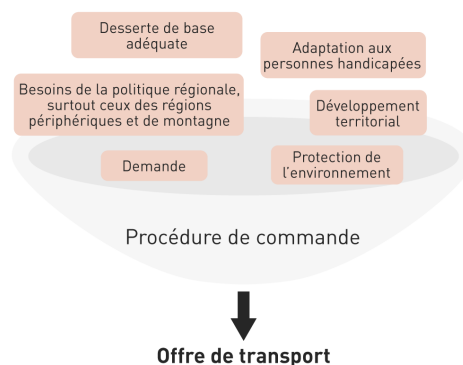 Desserte de base
adéquate
Adaptation aux
personnes handicapées
Besoins de la politique régionale,
surtout ceux des régions
périphériques et de montagne
Développement
territorial
Demande
Protection de
l'environnement
Procédure de commande
Offre de transport